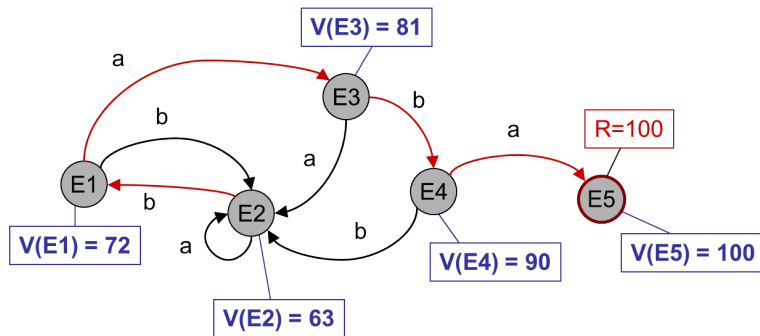 V(E3) = 81
a
E3
b
b
a
R=100
a
E1
b
E4
E5
E2
a
b
V(E1) = 72
V(E4) = 90
V(E5) = 100
V(E2) = 63